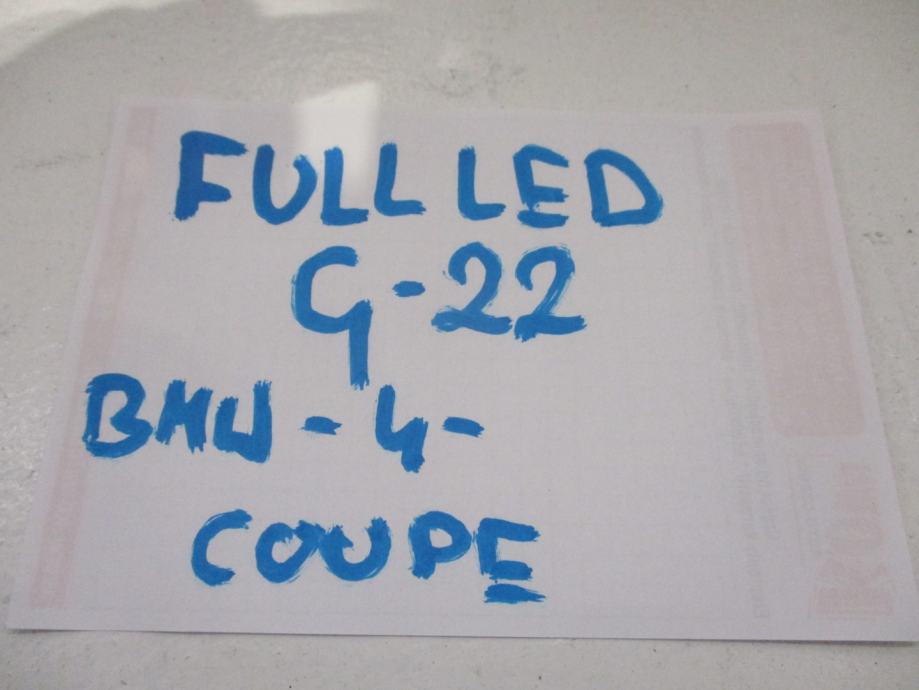 FULL LED
G-22
BMW-4-
COUPE